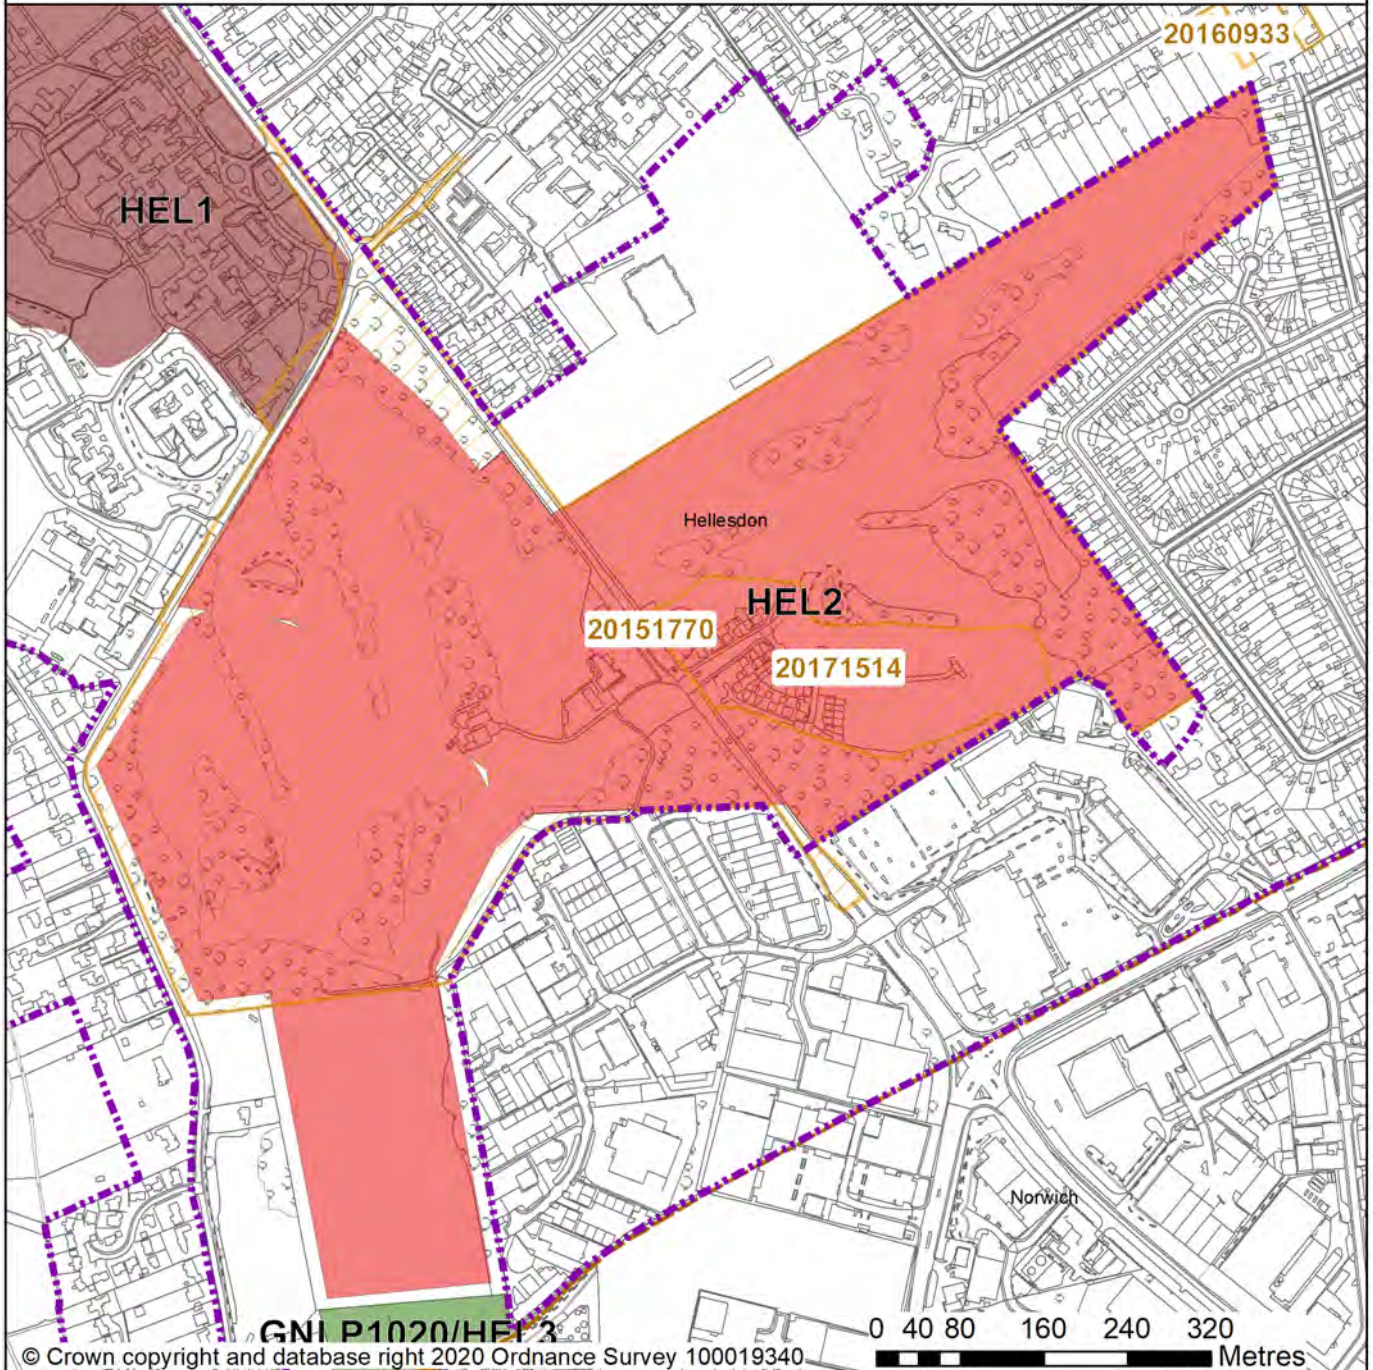 20160933
HEL1
Hellesdon
HEL2
20151770
20171514
Norwich
GNLP1020/HEL3
0 40 80 160 240 320
Metres
© Crown copyright and database right 2020 Ordnance Survey 100019340